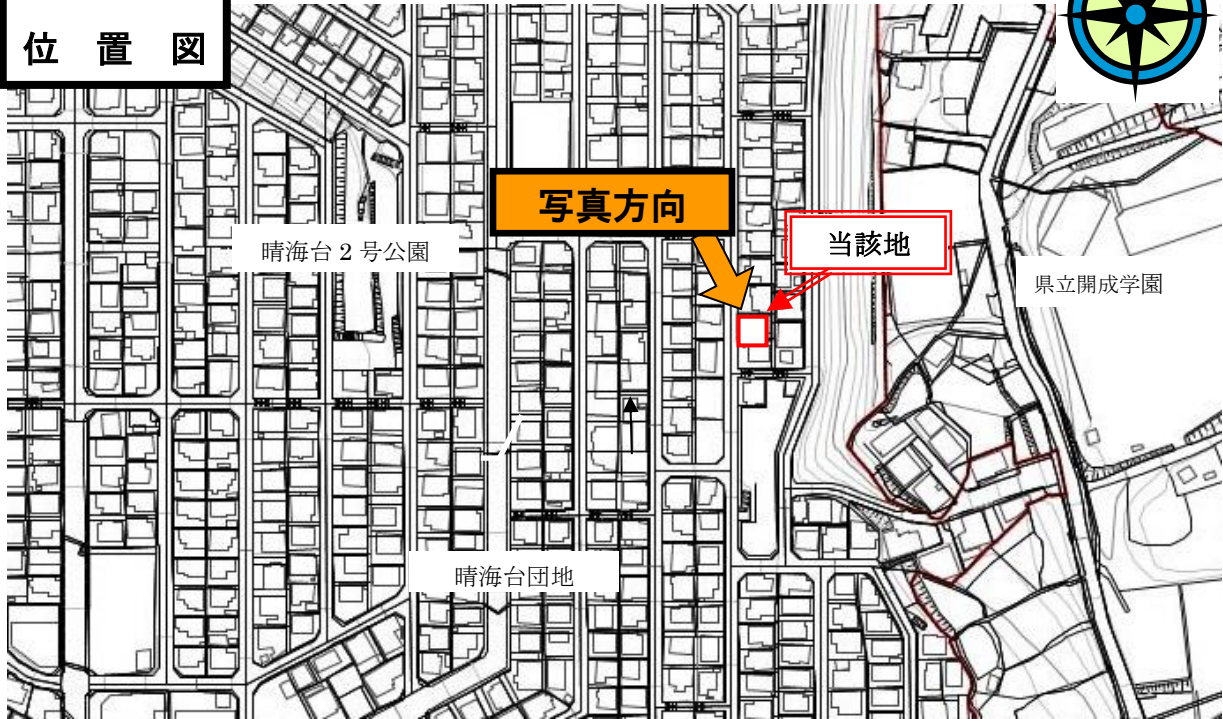 位 置 図
写真方向
当該地
晴海台 2 号公園
県立開成学園
晴海台団地